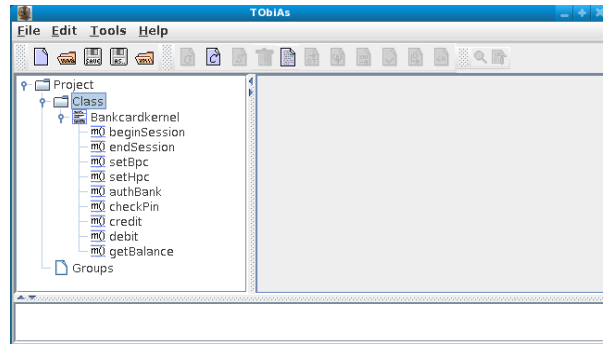 TObiAs
File Edit Tools Help
Project
Class
Bankcardkernel
m() beginSession
m() endSession
m() setBpc
m() setHpc
m() authBank
m() checkPin
m() credit
m() debit
m() getBalance
Groups